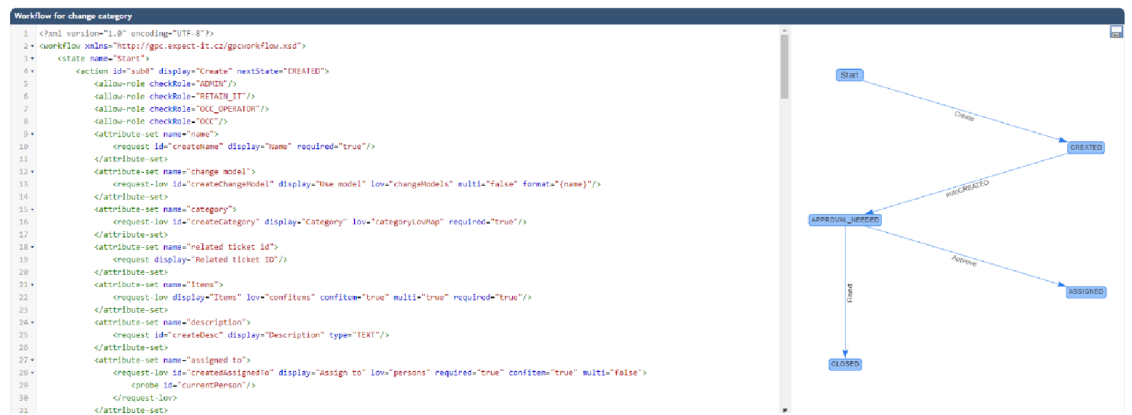 Workflow for change category
1 <?xml version="1.0" encoding="UTF-8"?>
2 <workflow xmlns="http://gpc.expect-it.cz/gpcworkflow.xsd">
3 <state name="Start">
4 <action id="sub0" display="Create" nextState="CREATED">
5 <allow-role checkRole="ADMIN"/>
6 <allow-role checkRole="RETAIN_IT"/>
7 <allow-role checkRole="OCC_OPERATOR"/>
8 <allow-role checkRole="OCC"/>
9 <attribute-set name="name">
10 <request id="createName" display="Name" required="true"/>
11 </attribute-set>
12 <attribute-set name="change model">
13 <request-lov id="createChangeModel" display="Use model" lov="changeModels" multi="false" format="{name}"/>
14 </attribute-set>
15 <attribute-set name="category">
16 <request-lov id="createCategory" display="Category" lov="categoryLovMap" required="true"/>
17 </attribute-set>
18 <attribute-set name="related ticket id">
19 <request display="Related ticket ID"/>
20 </attribute-set>
21 <attribute-set name="items">
22 <request-lov display="Items" lov="confitems" confitem="true" multi="true" required="true"/>
23 </attribute-set>
24 <attribute-set name="description">
25 <request id="createDesc" display="Description" type="TEXT"/>
26 </attribute-set>
27 <attribute-set name="assigned to">
28 <request-lov id="createdAssignedTo" display="Assign to" lov="persons" required="true" confitem="true" multi="false">
29 <probe id="currentPerson"/>
30 </request-lov>
31 </attribute-set>
Start
Create
CREATED
autoCREATED
APPROVAL_NEEDED
Approve
ASSIGNED
CLOSED